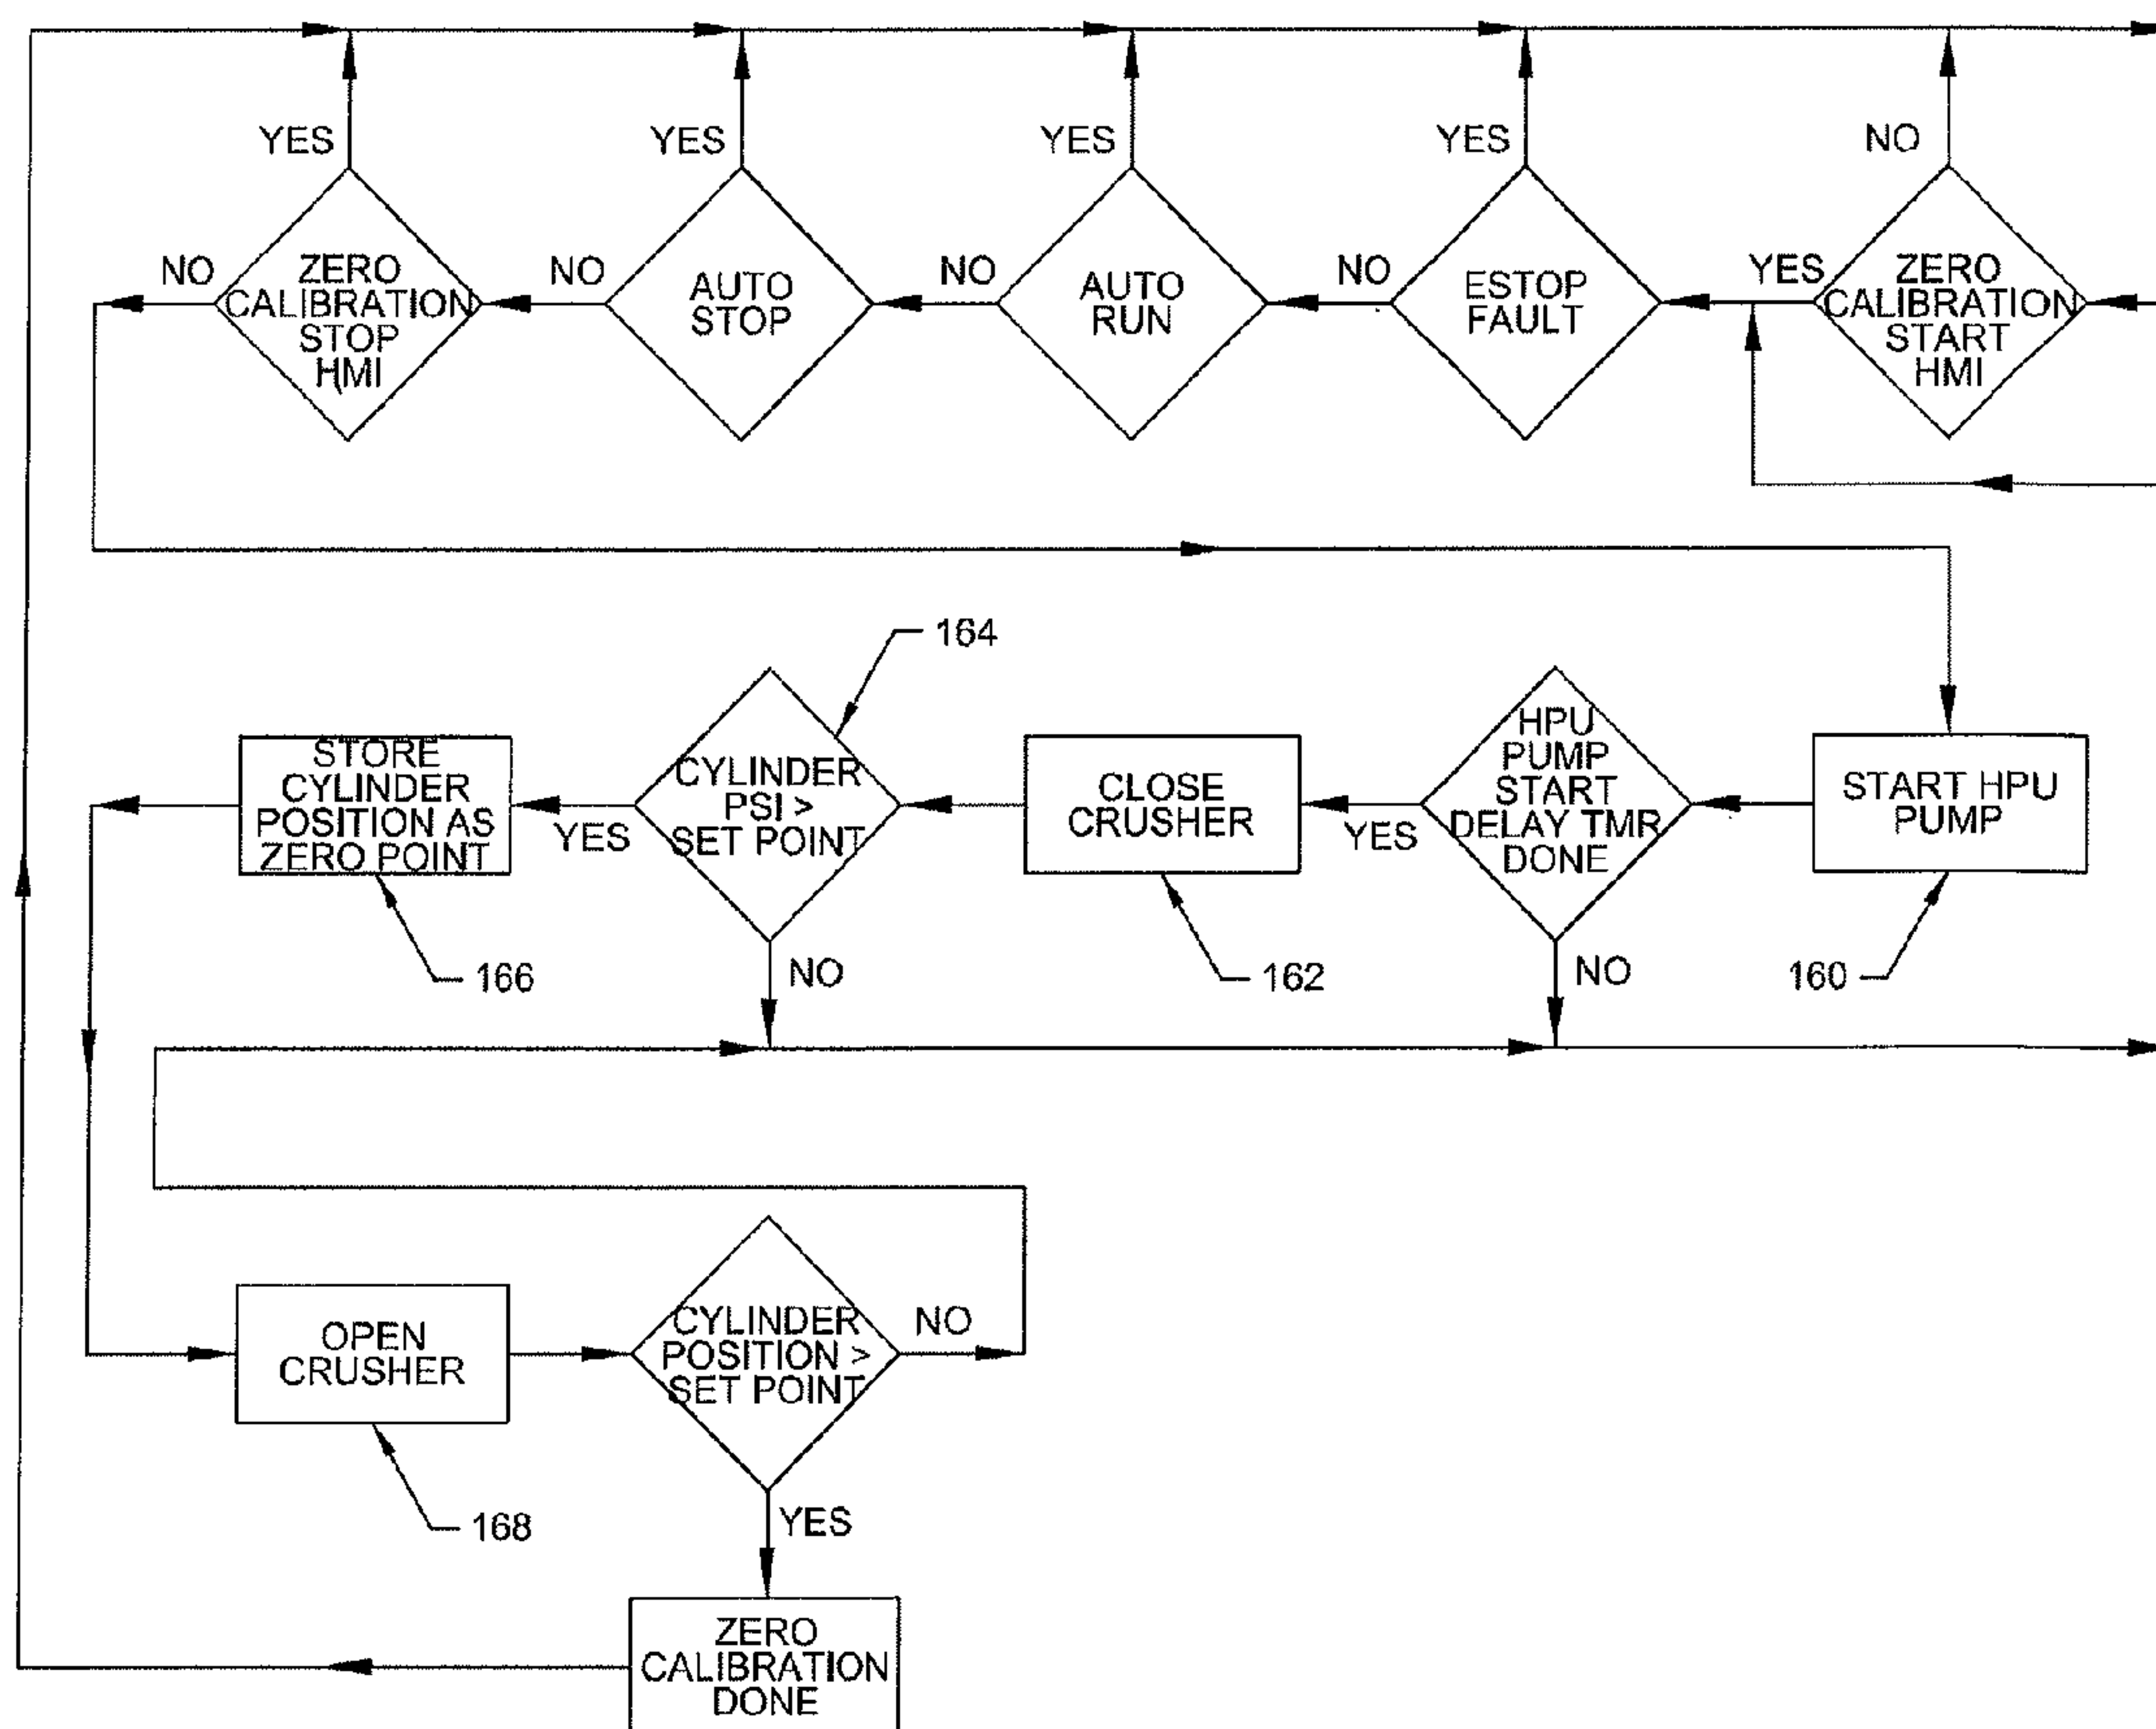 YES
YES
YES
YES
NO
NO
ZERO
CALIBRATION
STOP
HMI
NO
AUTO
STOP
NO
AUTO
RUN
NO
ESTOP
FAULT
YES
ZERO
CALIBRATION
START
HMI
164
STORE
CYLINDER
POSITION AS
ZERO POINT
YES
CYLINDER
PSI >
SET POINT
CLOSE
CRUSHER
YES
HPU
PUMP
START
DELAY TMR
DONE
START HPU
PUMP
166
NO
162
NO
160
OPEN
CRUSHER
CYLINDER
POSITION >
SET POINT
NO
168
YES
ZERO
CALIBRATION
DONE